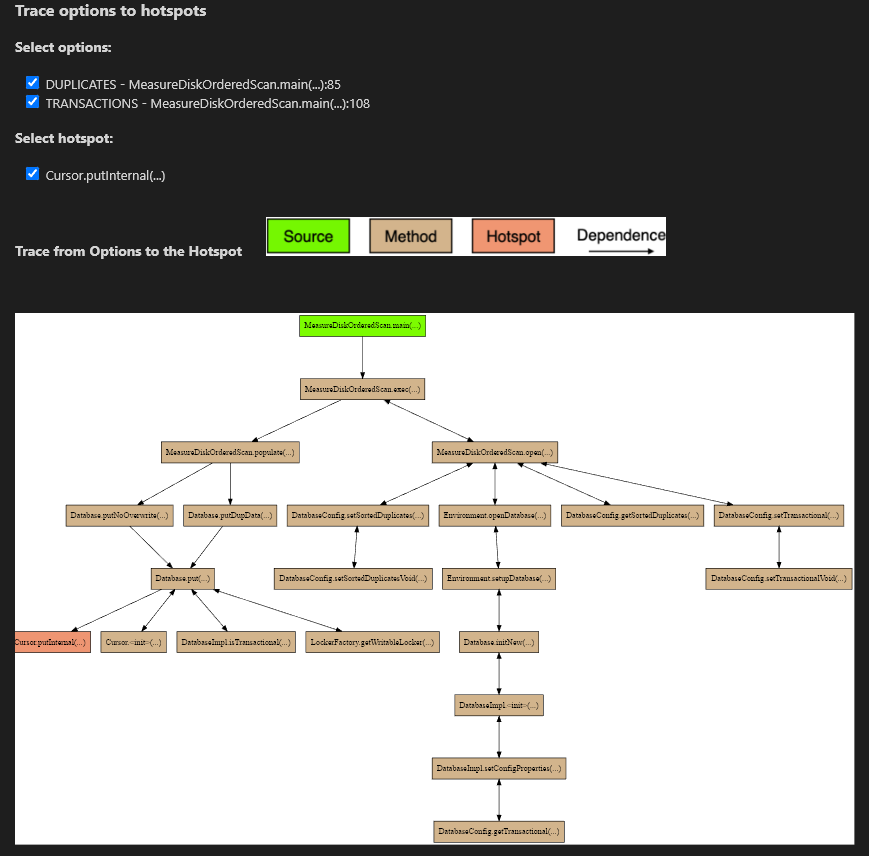 Trace options to hotspots
Select options:
DUPLICATES - MeasureDiskOrderedScan.main(...):85
TRANSACTIONS - MeasureDiskOrderedScan.main(...):108
Select hotspot:
Cursor.putInternal(...)
Trace from Options to the Hotspot
Source Method Hotspot Dependence
MeasureDiskOrderedScan.main(...)
MeasureDiskOrderedScan.exec(...)
MeasureDiskOrderedScan.populate(...) MeasureDiskOrderedScan.open(...)
Database.putNoOverwrite(...) Database.putDupData(...) DatabaseConfig.setSortedDuplicates(...) Environment.openDatabase(...) DatabaseConfig.getSortedDuplicates(...) DatabaseConfig.setTransactional(...)
Database.put(...) DatabaseConfig.setSortedDuplicatesVoid(...) Environment.setupDatabase(...) DatabaseConfig.setTransactionalVoid(...)
Cursor.putInternal(...) Cursor.<init>(...) DatabaseImpl.isTransactional(...) LockerFactory.getWritableLocker(...) Database.initNew(...)
DatabaseImpl.<init>(...)
DatabaseImpl.setConfigProperties(...)
DatabaseConfig.getTransactional(...)